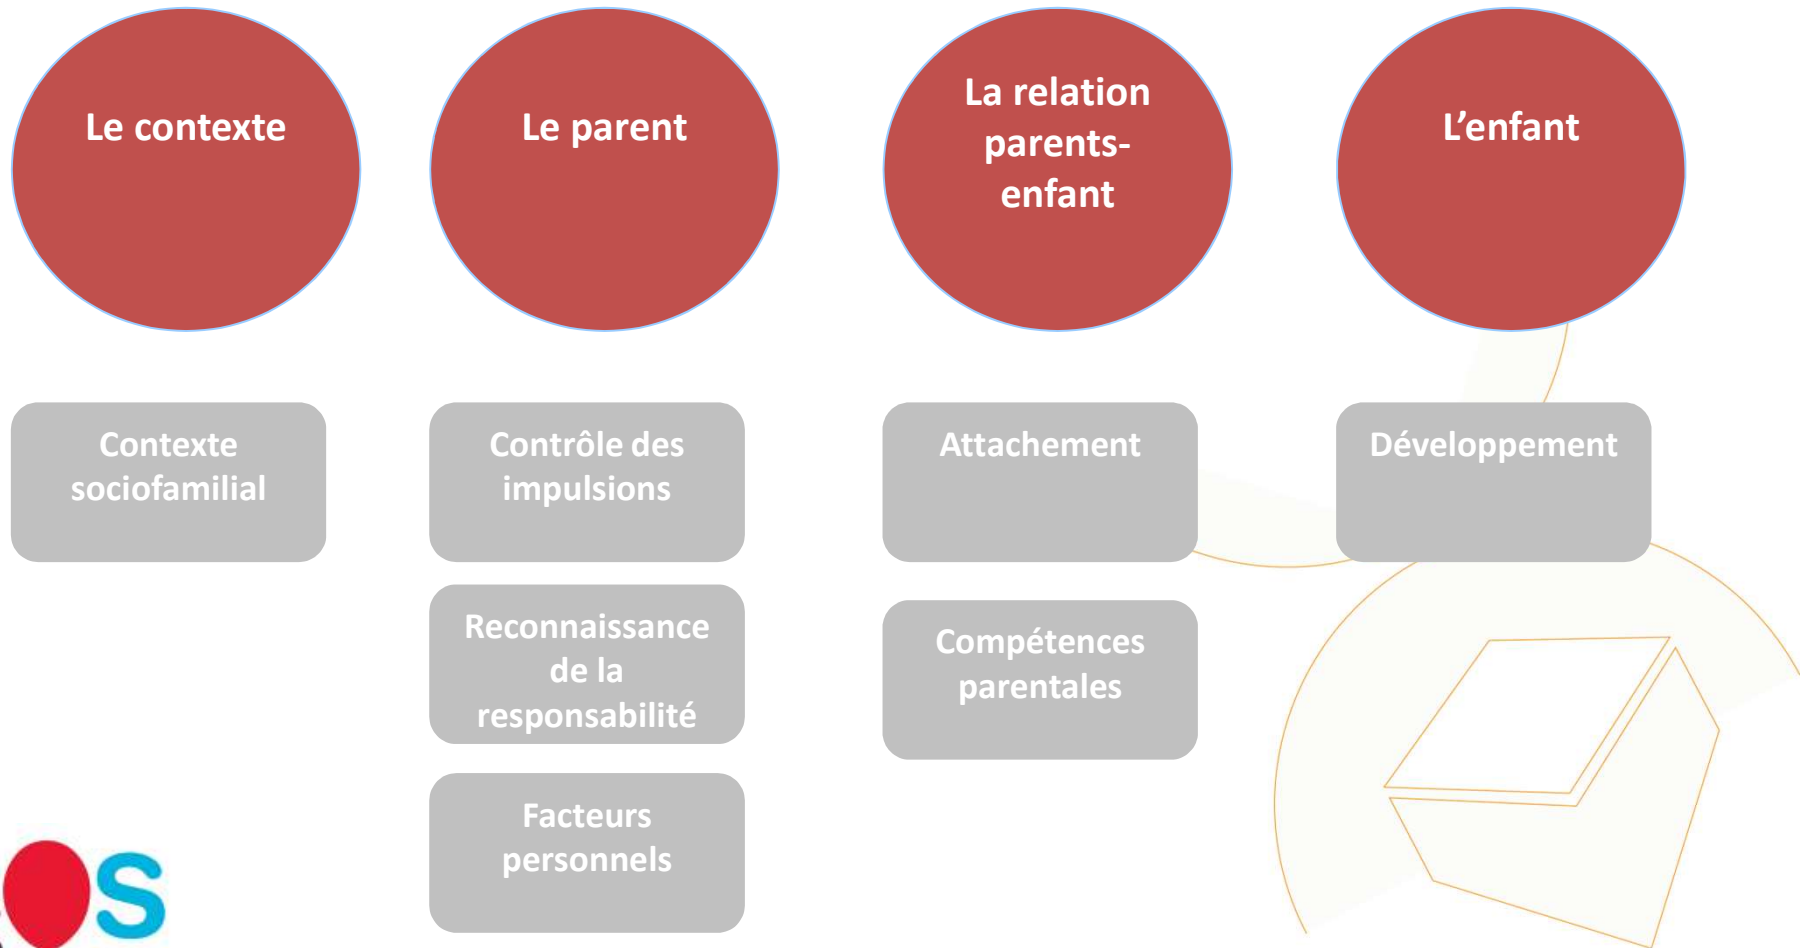 Le contexte
Le parent
La relation
parents-
enfant
L’enfant
Contexte
sociofamilial
Contrôle des
impulsions
Reconnaissance
de la
responsabilité
Facteurs
personnels
Attachement
Compétences
parentales
Développement